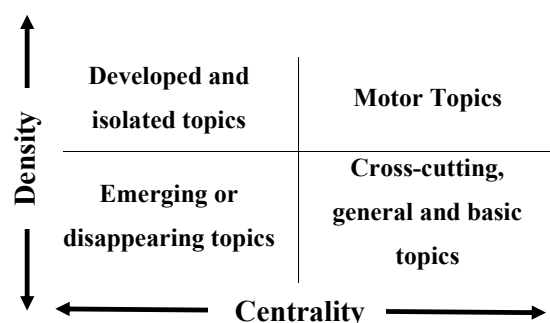 Developed and
isolated topics
Motor Topics
Density
Emerging or
disappearing topics
Cross-cutting,
general and basic
topics
Centrality